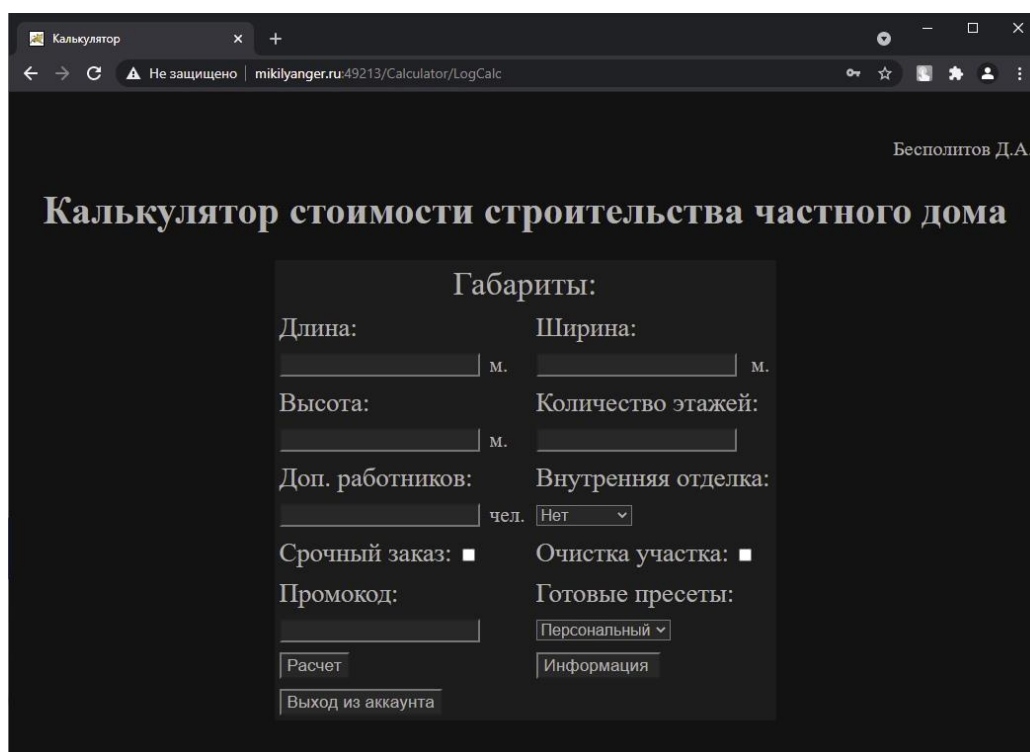 Калькулятор
Не защищено mikilyanger.ru:49213/Calculator/LogCalc
Бесполитов Д.А.
Калькулятор стоимости строительства частного дома
Габариты:
Длина: Ширина:
м. м.
Высота: Количество этажей:
м.
Доп. работников: Внутренняя отделка:
чел. Нет
Срочный заказ: Очистка участка:
Промокод: Готовые пресеты:
Персональный
Расчет Информация
Выход из аккаунта